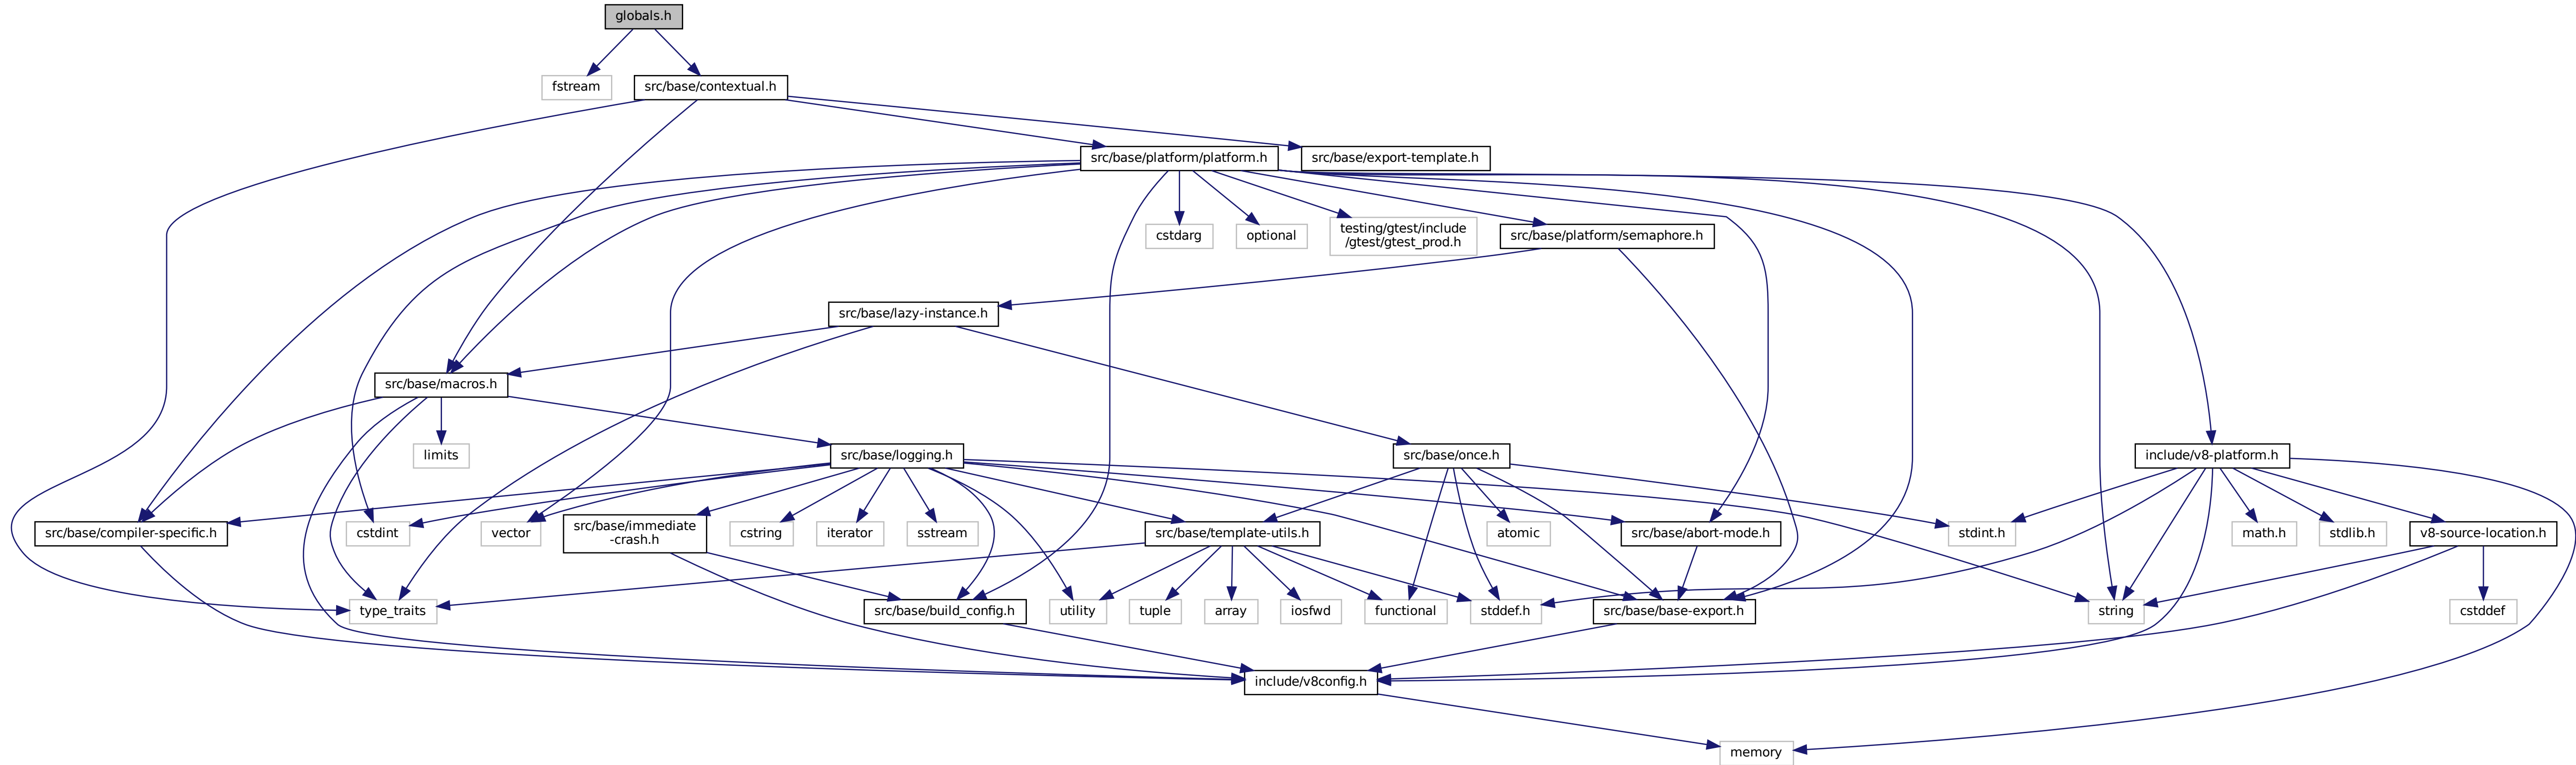 globals.h
fstream
src/base/contextual.h
src/base/platform/platform.h
src/base/export-template.h
cstdarg
optional
testing/gtest/include
/gtest/gtest_prod.h
src/base/platform/semaphore.h
src/base/lazy-instance.h
src/base/macros.h
limits
src/base/logging.h
src/base/once.h
include/v8-platform.h
src/base/compiler-specific.h
cstdint
vector
src/base/immediate
-crash.h
cstring
iterator
sstream
src/base/template-utils.h
atomic
src/base/abort-mode.h
stdint.h
math.h
stdlib.h
v8-source-location.h
type_traits
src/base/build_config.h
utility
tuple
array
iosfwd
functional
stddef.h
src/base/base-export.h
string
cstddef
include/v8config.h
memory